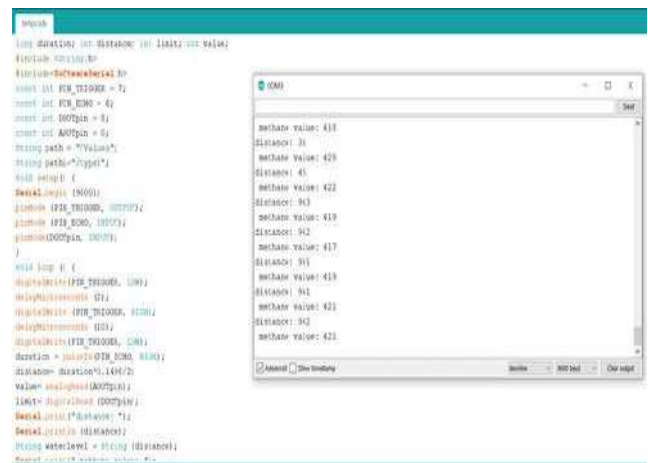 long duration; int distance; int limit; int value;
#include <String.h>
#include<SoftwareSerial.h>
const int PIN_TRIGGER = 7;
const int PIN_ECHO = 6;
const int DOUTpin = 8;
const int AOUTpin = 0;
String path = "/Values";
String path1="/type1";
void setup() {
Serial.begin (9600);
pinMode (PIN_TRIGGER, OUTPUT);
pinMode (PIN_ECHO, INPUT);
pinMode(DOUTpin, INPUT);
}
void loop () {
digitalWrite(PIN_TRIGGER, LOW);
delayMicroseconds (2);
digitalWrite (PIN_TRIGGER, HIGH);
delayMicroseconds (10);
digitalWrite(PIN_TRIGGER, LOW);
duration = pulseIn(PIN_ECHO, HIGH);
distance= duration*0.1496/2;
value= analogRead(AOUTpin);
limit= digitalRead (DOUTpin);
Serial.print("distance: ");
Serial.println (distance);
String waterlevel = String (distance);
COM3
Send
methane value: 418
distance: 36
methane value: 420
distance: 45
methane value: 422
distance: 943
methane value: 419
distance: 942
methane value: 417
distance: 941
methane value: 419
distance: 941
methane value: 421
distance: 942
methane value: 421
Autoscroll Show timestamp
Newline
9600 baud
Clear output